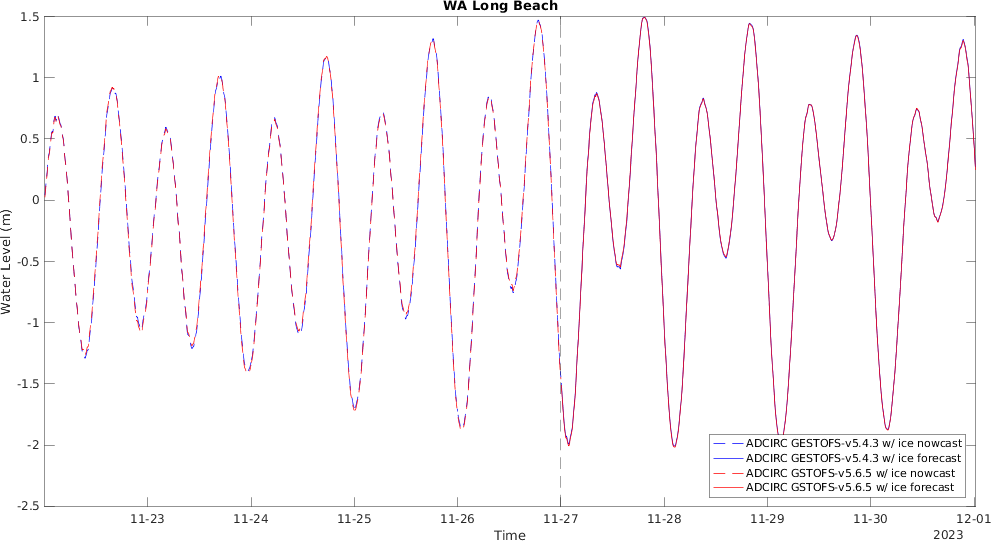 WA Long Beach
1.5
1
0.5
0
-0.5
-1
-1.5
-2
-2.5
Water Level (m)
11-23 11-24 11-25 11-26 11-27 11-28 11-29 11-30 12-01
Time
2023
ADCIRC GESTOFS-v5.4.3 w/ ice nowcast
ADCIRC GESTOFS-v5.4.3 w/ ice forecast
ADCIRC GSTOFS-v5.6.5 w/ ice nowcast
ADCIRC GSTOFS-v5.6.5 w/ ice forecast